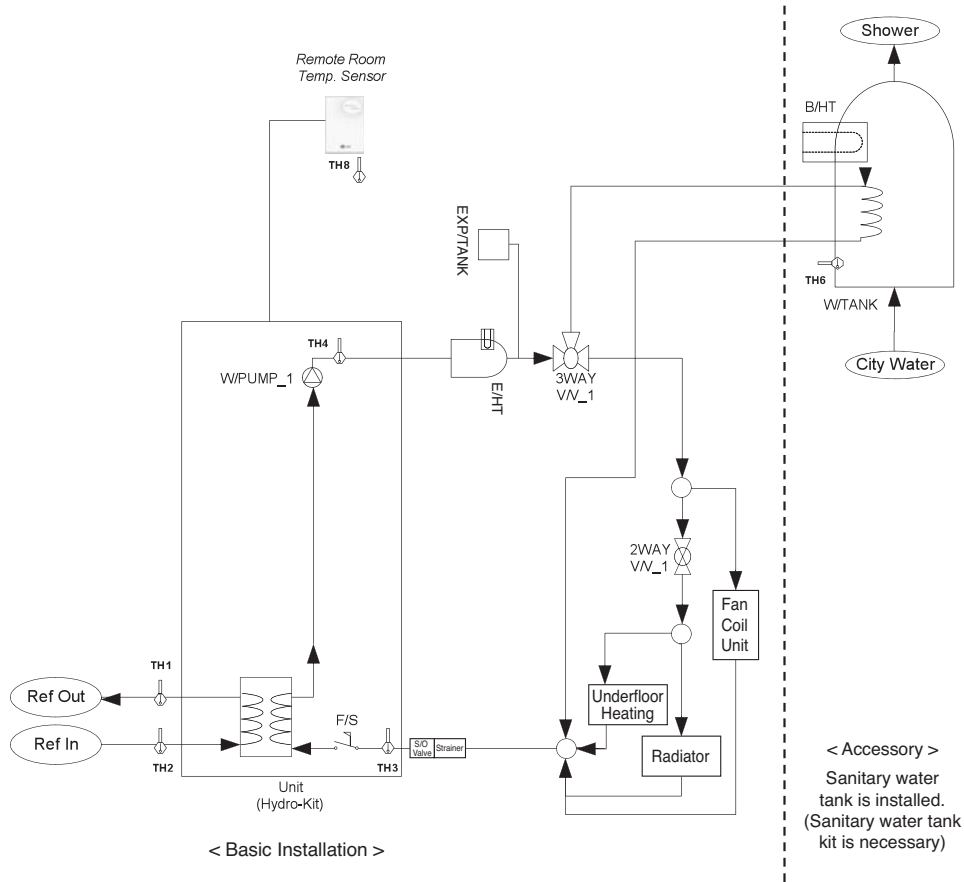 Shower
Remote Room
Temp. Sensor
B/HT
TH8
EXP/TANK
TH6
W/TANK
TH4
W/PUMP_1
E/HT
3WAY
V/V_1
City Water
2WAY
V/V_1
Fan
Coil
Unit
TH1
Ref Out
Underfloor
Heating
F/S
Ref In
TH2
TH3
S/O
Valve
Strainer
Radiator
Unit
(Hydro-Kit)
< Basic Installation >
< Accessory >
Sanitary water
tank is installed.
(Sanitary water tank
kit is necessary)